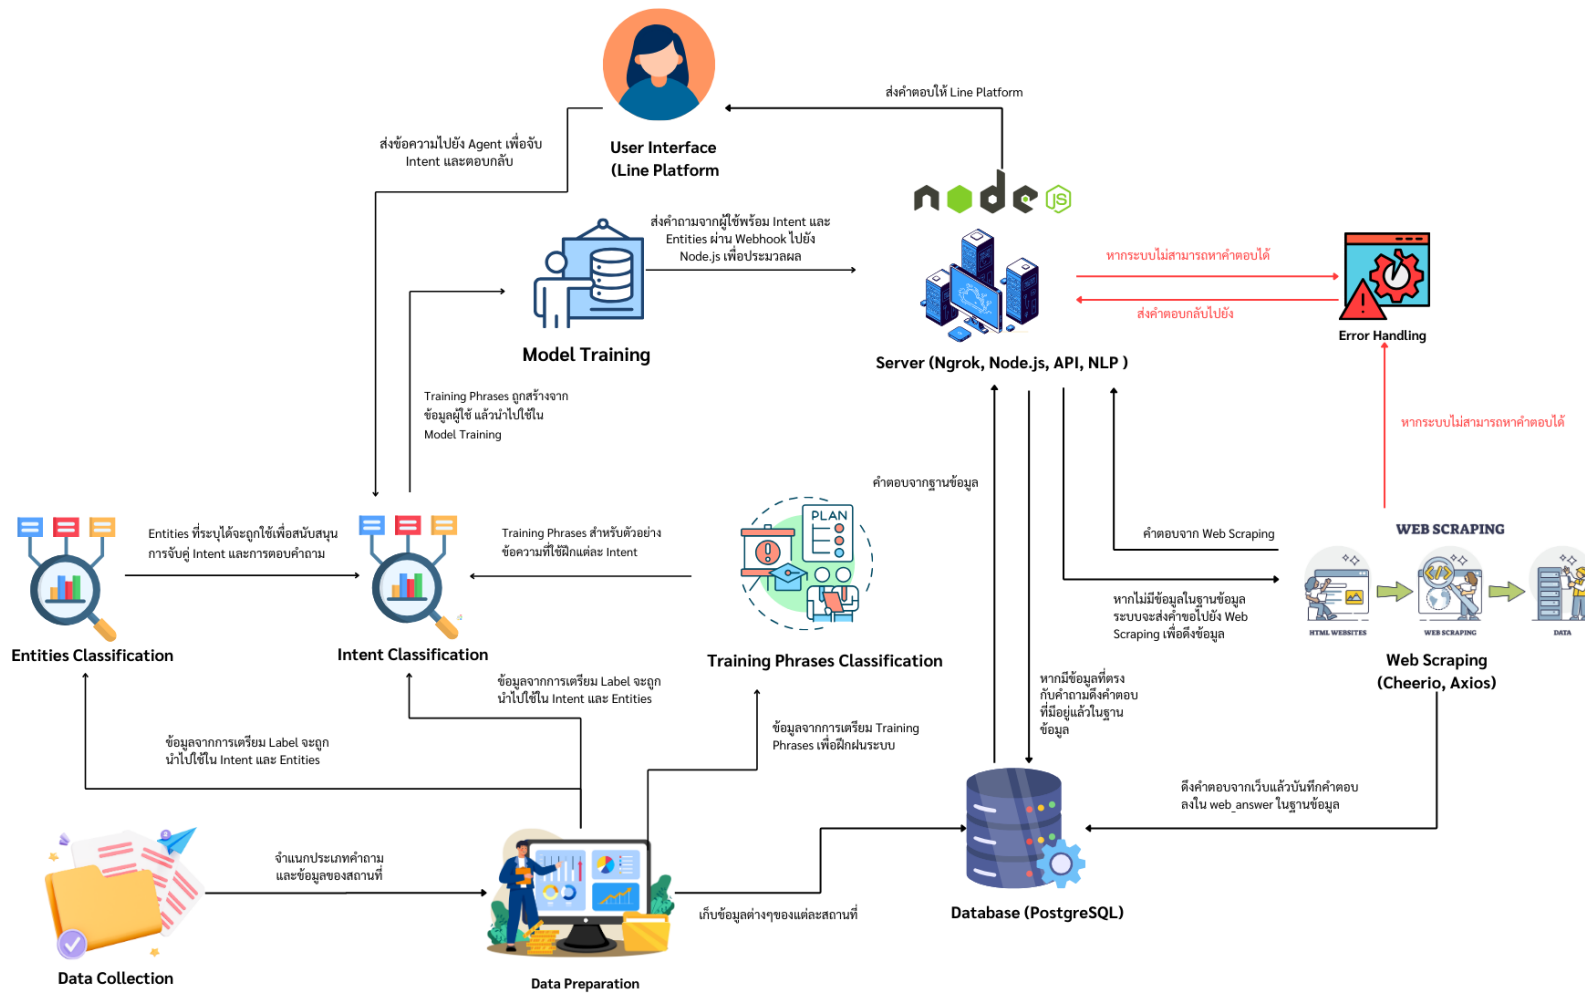 ส่งคำตอบให้ Line Platform
ส่งข้อความไปยัง Agent เพื่อจับ
Intent และตอบกลับ
User Interface
(Line Platform
node
JS
ส่งคำถามจากผู้ใช้พร้อม Intent และ
Entities ผ่าน Webhook ไปยัง
Node.js เพื่อประมวลผล
หากระบบไม่สามารถหาคำตอบได้
ส่งคำตอบกลับไปยัง
Error Handling
Model Training
Server (Ngrok, Node.js, API, NLP )
Training Phrases ถูกสร้างจาก
ข้อมูลผู้ใช้ แล้วนำไปใช้ใน
Model Training
หากระบบไม่สามารถหาคำตอบได้
คำตอบจากฐานข้อมูล
Entities ที่ระบุได้จะถูกใช้เพื่อสนับสนุน
การจับคู่ Intent และการตอบคำถาม
Training Phrases สำหรับตัวอย่าง
ข้อความที่ใช้ฝึกแต่ละ Intent
PLAN
คำตอบจาก Web Scraping
WEB SCRAPING
หากไม่มีข้อมูลในฐานข้อมูล
ระบบจะส่งคำขอไปยัง Web
Scraping เพื่อดึงข้อมูล
HTML WEBSITES
WEB SCRAPING
DATA
Entities Classification
Intent Classification
Training Phrases Classification
Web Scraping
(Cheerio, Axios)
ข้อมูลจากการเตรียม Label จะถูก
นำไปใช้ใน Intent และ Entities
หากมีข้อมูลที่ตรง
กับคำถามดึงคำตอบ
ที่มีอยู่แล้วในฐาน
ข้อมูล
ข้อมูลจากการเตรียม Label จะถูก
นำไปใช้ใน Intent และ Entities
ข้อมูลจากการเตรียม Training
Phrases เพื่อฝึกฝนระบบ
ดึงคำตอบจากเว็บแล้วบันทึกคำตอบ
ลงใน web_answer ในฐานข้อมูล
จำแนกประเภทคำถาม
และข้อมูลของสถานที่
เก็บข้อมูลต่างๆของแต่ละสถานที่
Database (PostgreSQL)
Data Collection
Data Preparation